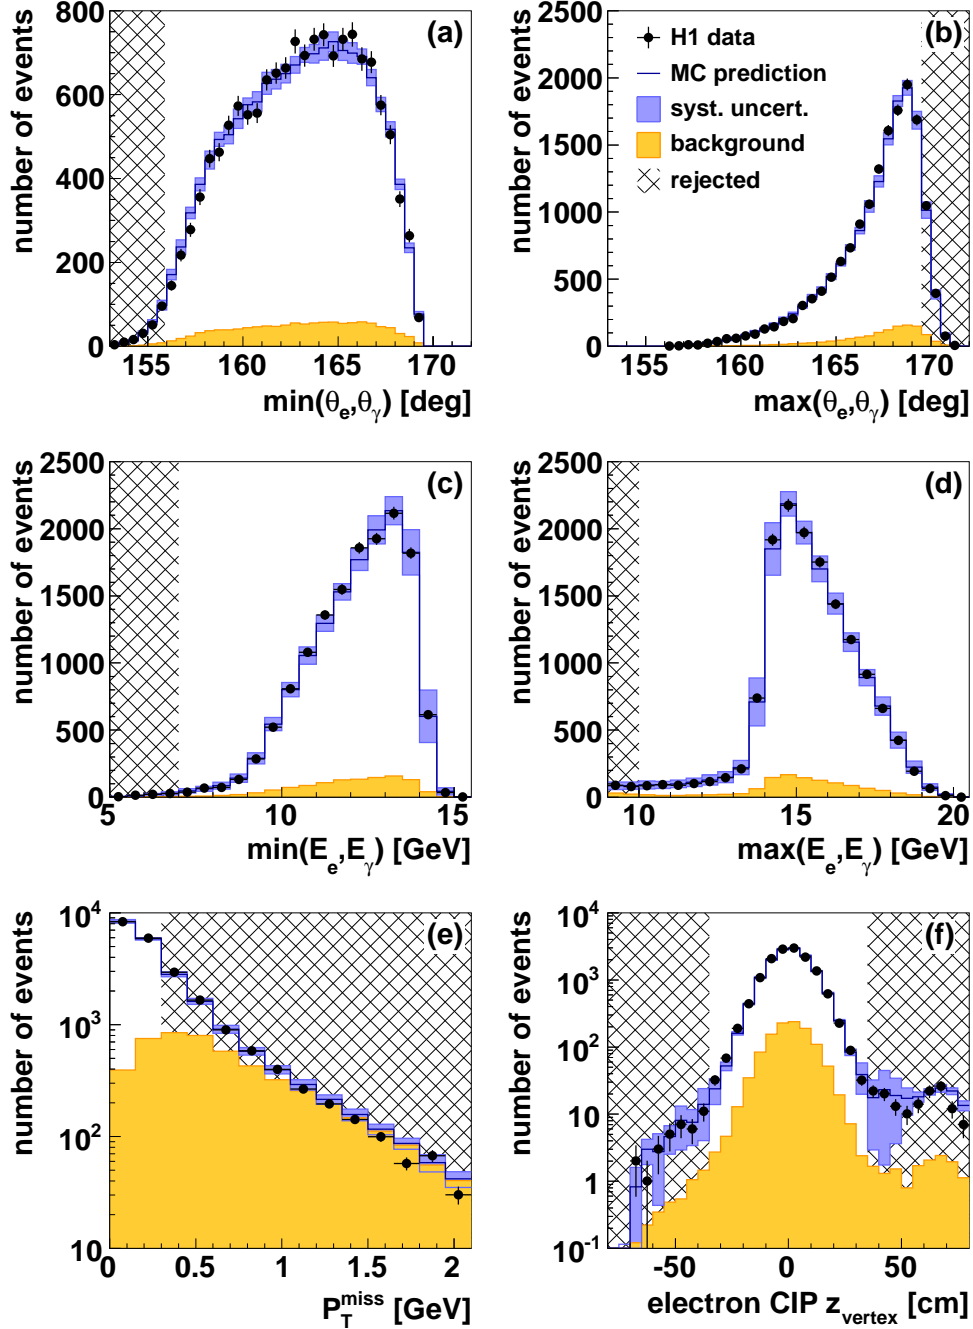 number of events
800
600
400
200
0
(a)
155
160
165
170
min(θe,θγ) [deg]
number of events
2500
2000
1500
1000
500
0
(b)
H1 data
MC prediction
syst. uncert.
background
rejected
155
160
165
170
max(θe,θγ) [deg]
number of events
2500
2000
1500
1000
500
0
(c)
5
10
15
min(Ee,Eγ) [GeV]
number of events
2500
2000
1500
1000
500
0
(d)
10
15
20
max(Ee,Eγ) [GeV]
number of events
10^4
10^3
10^2
10
(e)
0
0.5
1
1.5
2
P_T^miss [GeV]
number of events
10^4
10^3
10^2
10
1
10^-1
(f)
-50
0
50
electron CIP z_vertex [cm]